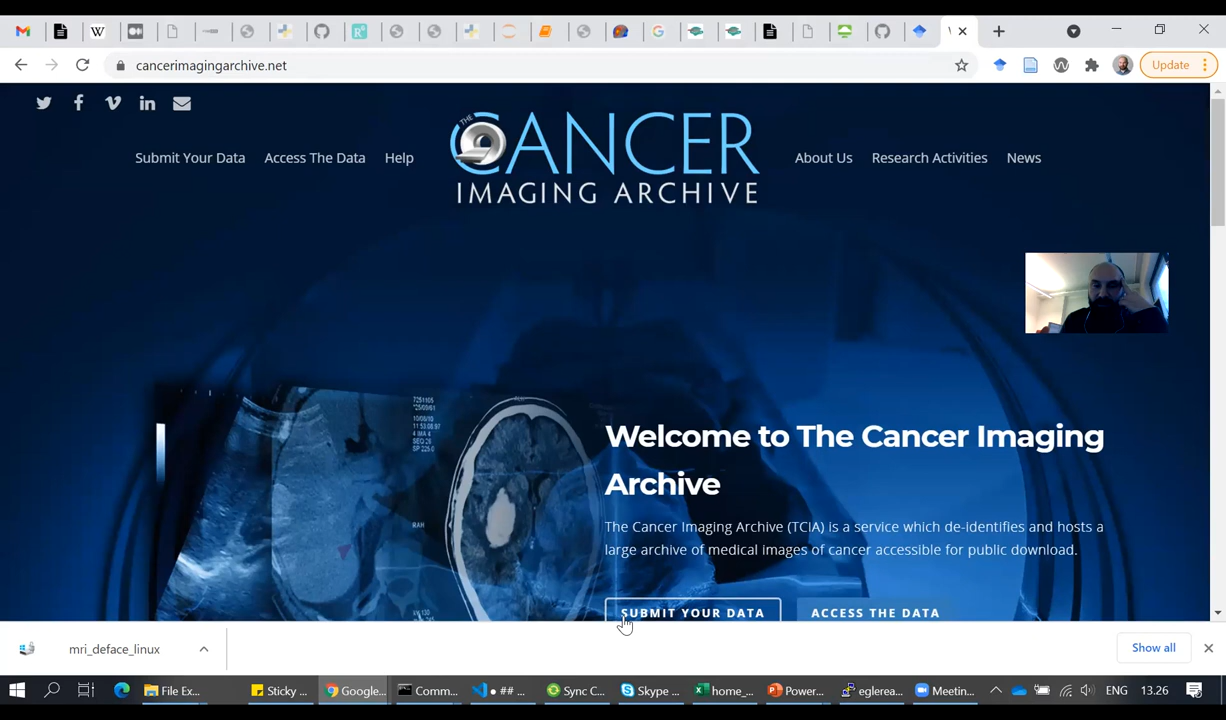 cancerimagingarchive.net
Update
Submit Your Data
Access The Data
Help
THE
CANCER
IMAGING ARCHIVE
About Us
Research Activities
News
RAH
Welcome to The Cancer Imaging
Archive
The Cancer Imaging Archive (TCIA) is a service which de-identifies and hosts a
large archive of medical images of cancer accessible for public download.
SUBMIT YOUR DATA
ACCESS THE DATA
mri_deface_linux
Show all
File Ex...
Sticky ...
Google...
Comm...
● ## ...
Sync C...
Skype ...
home_...
Power...
eglerea...
Meetin...
ENG
13.26